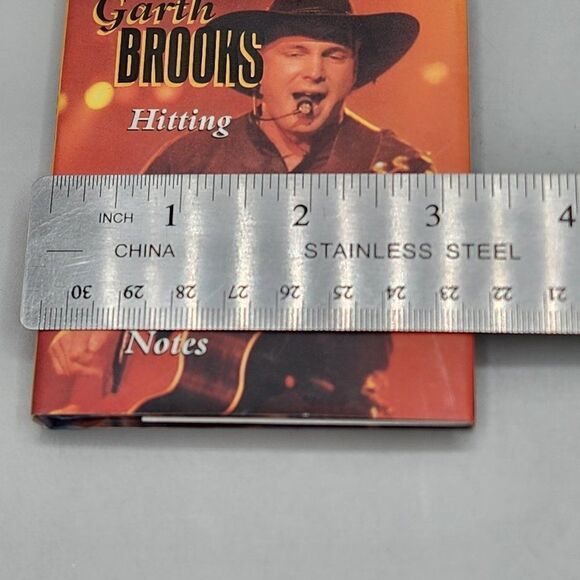 Garth
BROOKS
Hitting
INCH 1 2 3 4
CHINA STAINLESS STEEL
30 29 28 27 26 25 24 23 22 21
Notes